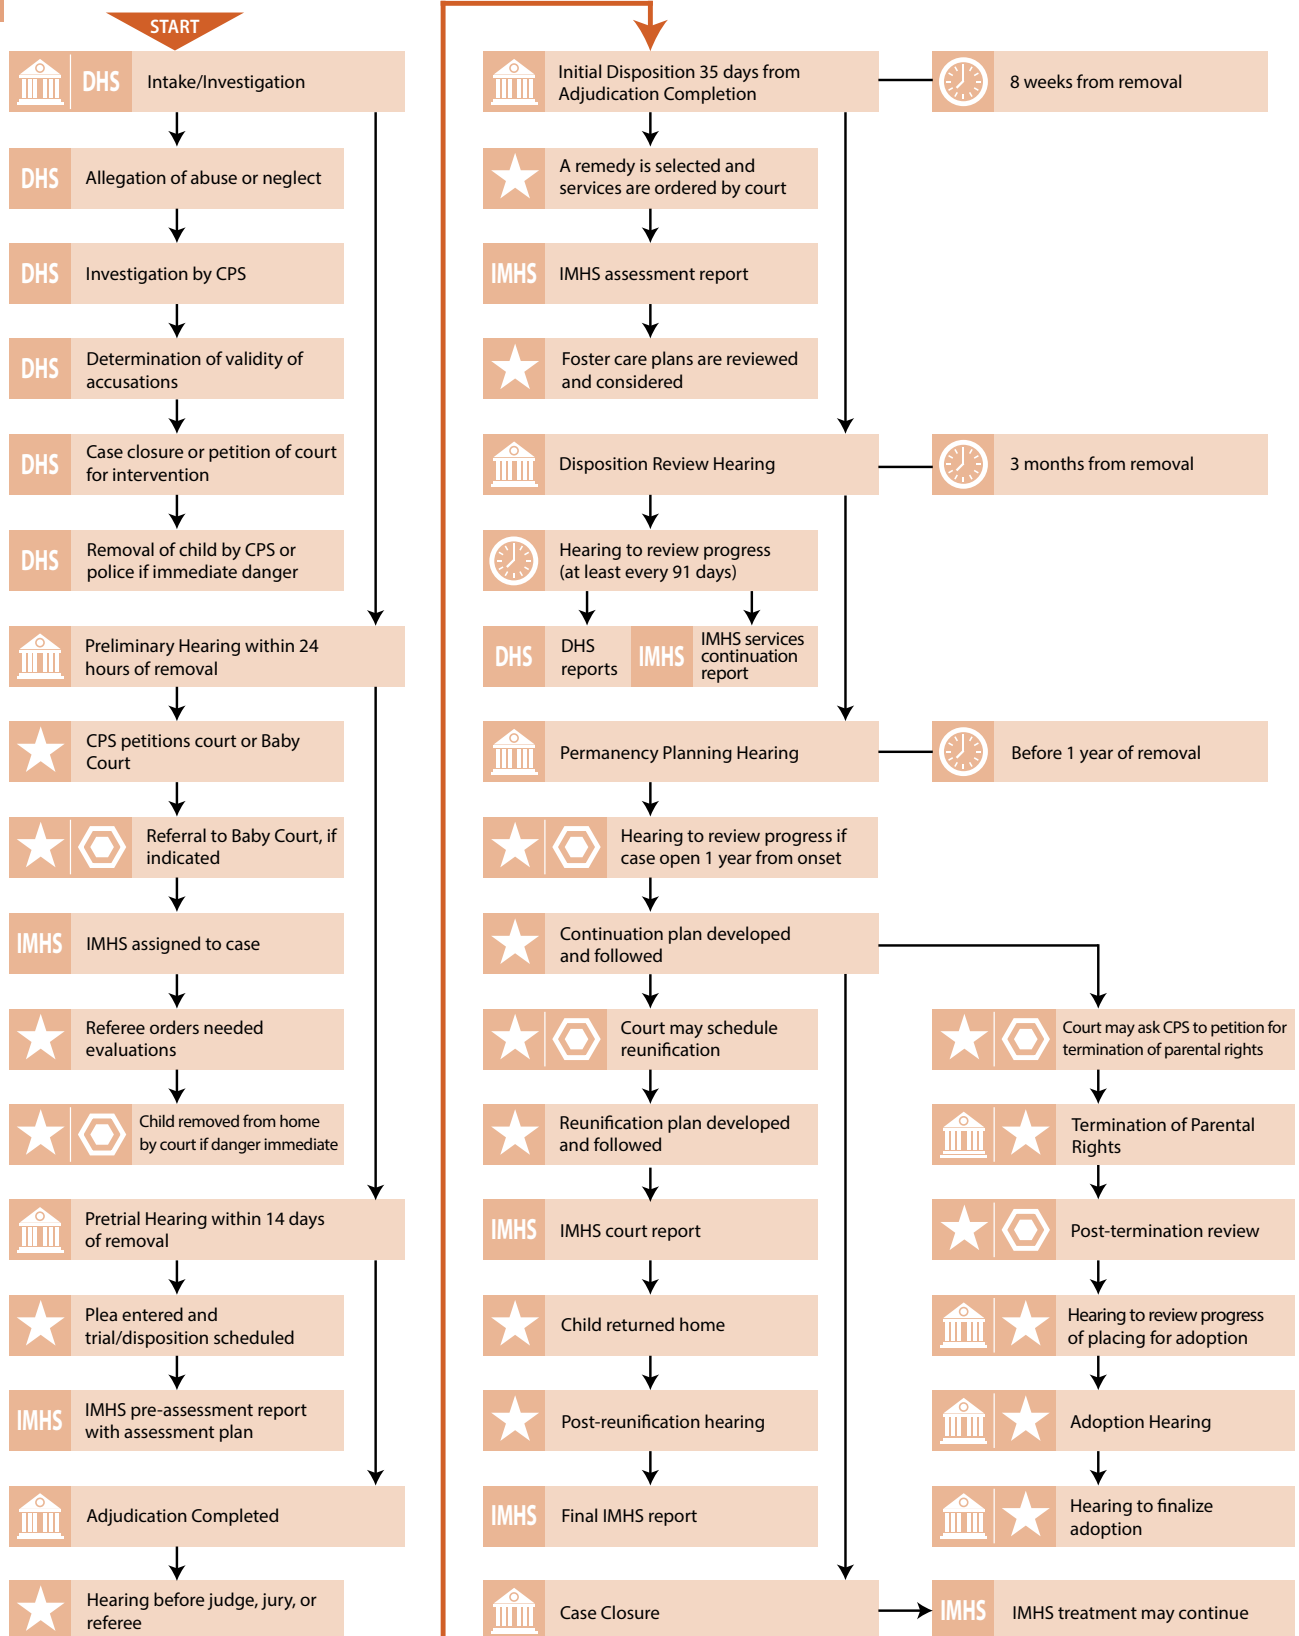 START
DHS
Intake/Investigation
DHS
Allegation of abuse or neglect
DHS
Investigation by CPS
DHS
Determination of validity of
accusations
DHS
Case closure or petition of court
for intervention
DHS
Removal of child by CPS or
police if immediate danger
Preliminary Hearing within 24
hours of removal
CPS petitions court or Baby
Court
Referral to Baby Court, if
indicated
IMHS
IMHS assigned to case
Referee orders needed
evaluations
Child removed from home
by court if danger immediate
Pretrial Hearing within 14 days
of removal
Plea entered and
trial/disposition scheduled
IMHS
IMHS pre-assessment report
with assessment plan
Adjudication Completed
Hearing before judge, jury, or
referee
Initial Disposition 35 days from
Adjudication Completion
8 weeks from removal
A remedy is selected and
services are ordered by court
IMHS
IMHS assessment report
Foster care plans are reviewed
and considered
Disposition Review Hearing
3 months from removal
Hearing to review progress
(at least every 91 days)
DHS
DHS
reports
IMHS
IMHS services
continuation
report
Permanency Planning Hearing
Before 1 year of removal
Hearing to review progress if
case open 1 year from onset
Continuation plan developed
and followed
Court may schedule
reunification
Reunification plan developed
and followed
IMHS
IMHS court report
Child returned home
Post-reunification hearing
IMHS
Final IMHS report
Case Closure
Court may ask CPS to petition for
termination of parental rights
Termination of Parental
Rights
Post-termination review
Hearing to review progress
of placing for adoption
Adoption Hearing
Hearing to finalize
adoption
IMHS
IMHS treatment may continue